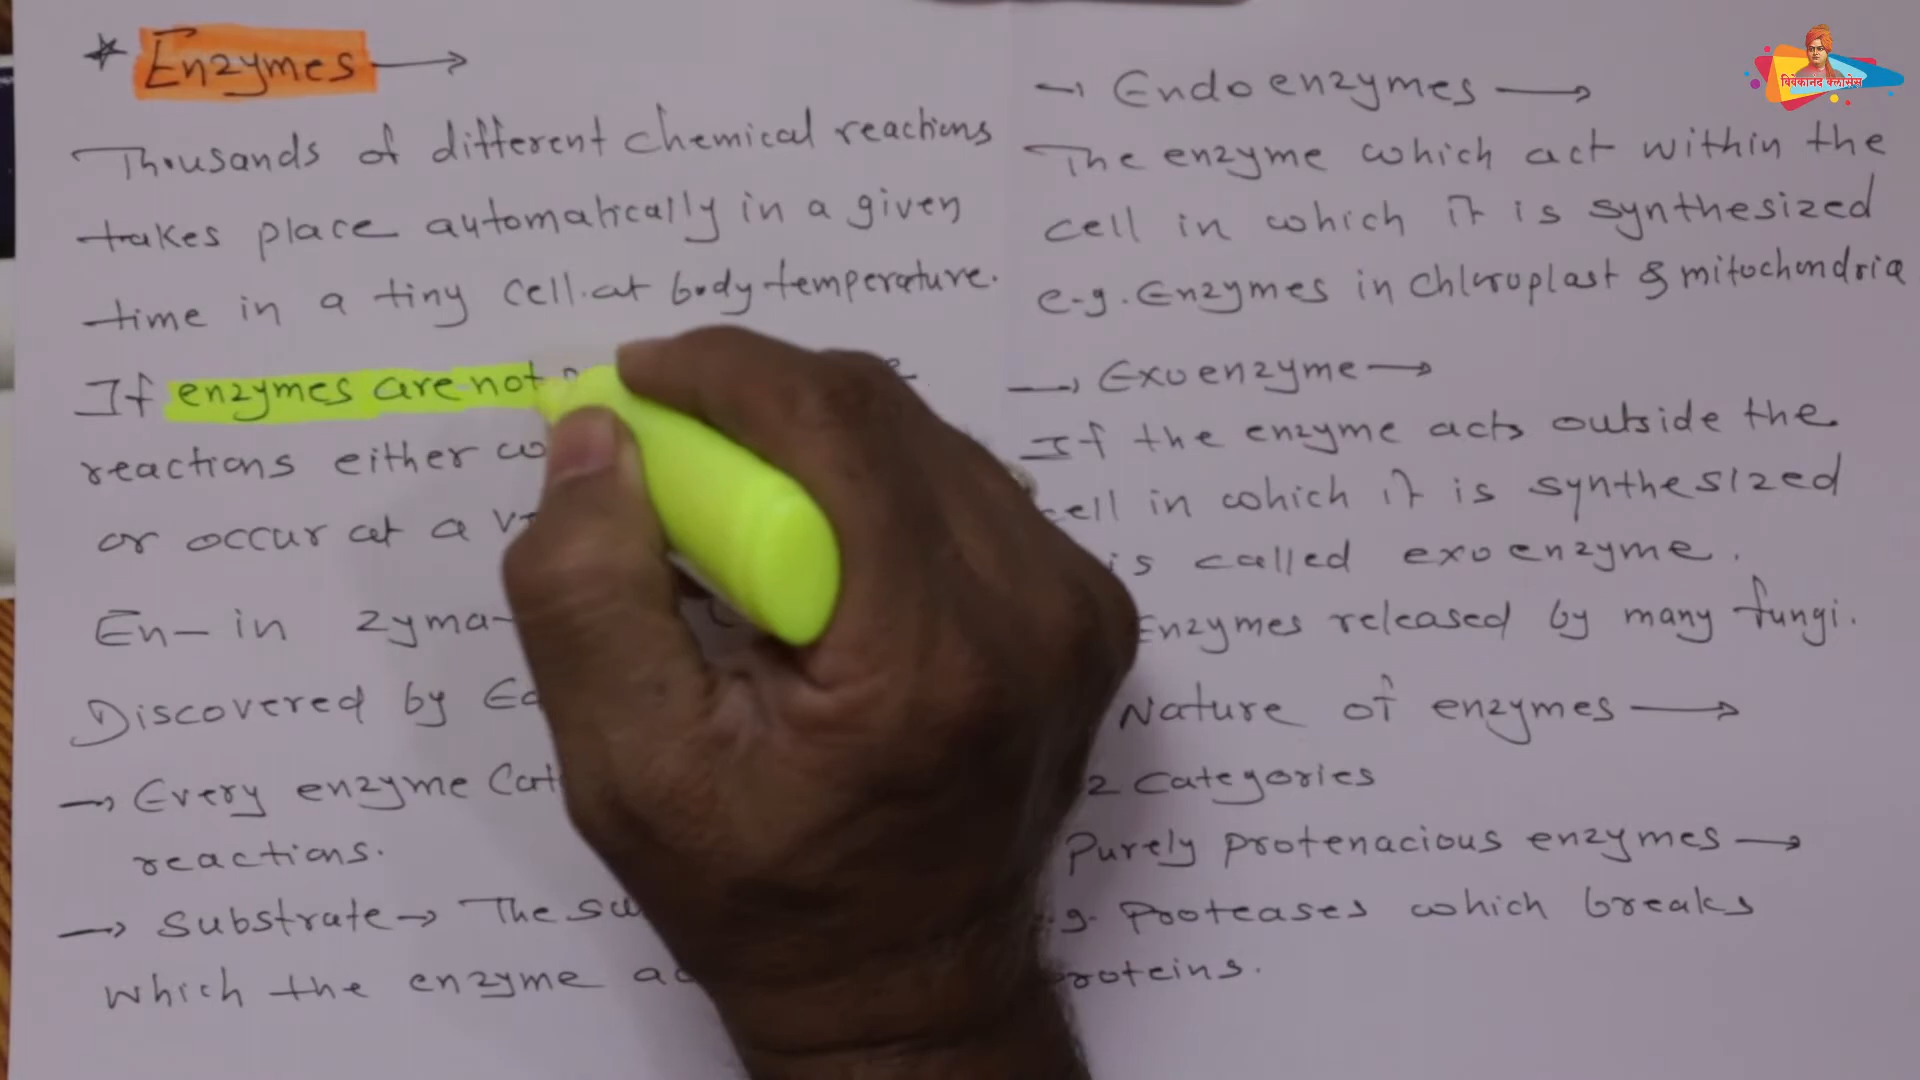 * Enzymes →
Thousands of different chemical reactions
takes place automatically in a given
time in a tiny cell. at body temperature.
If enzymes are not
reactions either
or occur at a
En- in zyma-
Discovered by
→ Every enzyme
reactions.
→ Substrate → The
which the enzyme
→ Endoenzymes →
The enzyme which act within the
cell in which it is synthesized
e.g. Enzymes in chloroplast & mitochondria
→ Exoenzyme →
If the enzyme acts outside the
cell in which it is synthesized
is called exoenzyme.
Enzymes released by many fungi.
Nature of enzymes →
2 Categories
Purely protenacious enzymes →
g. Proteases which breaks
proteins.
विवेकानंद क्लासेस